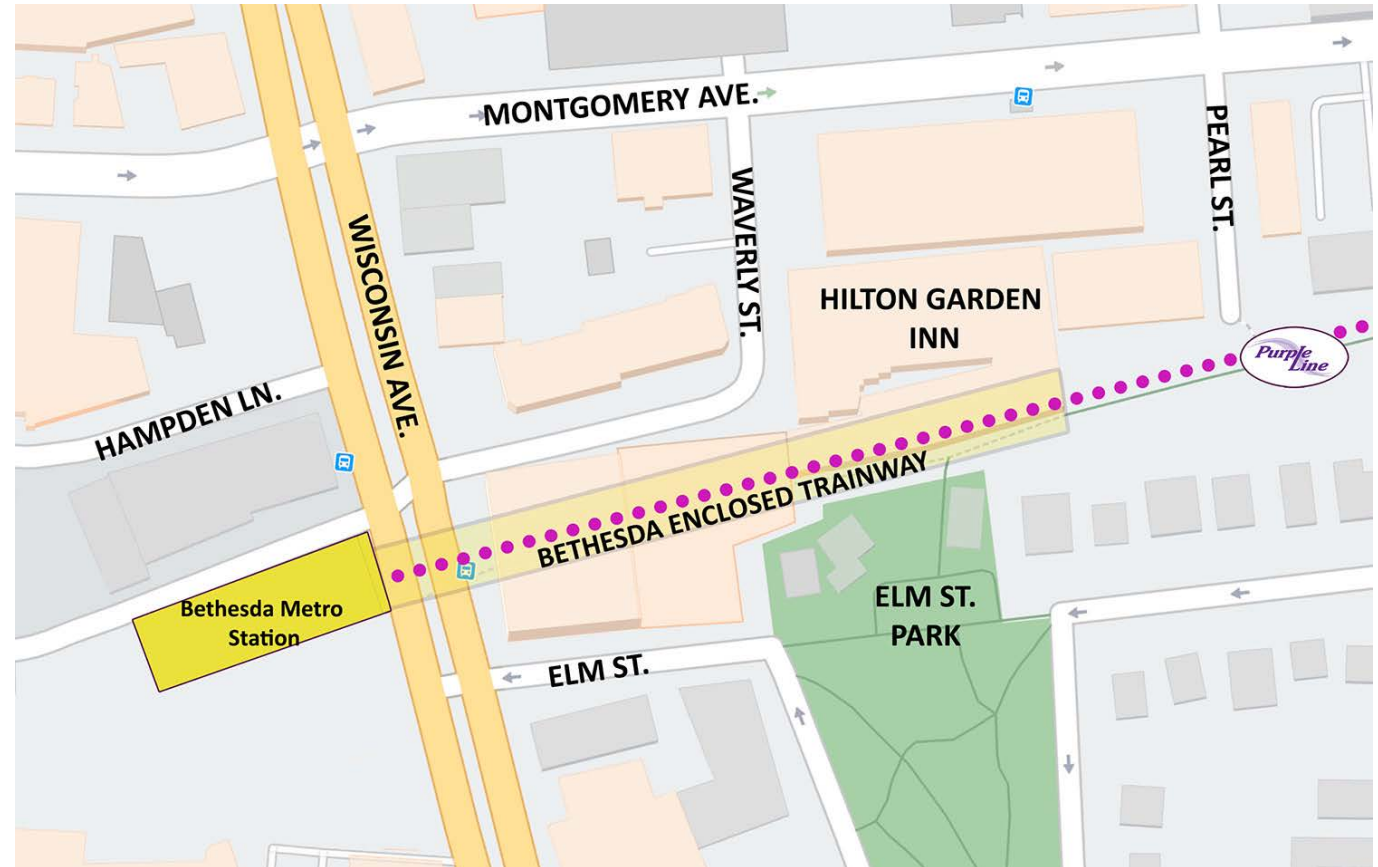 MONTGOMERY AVE.
PEARL ST.
WAVERLY ST.
WISCONSIN AVE.
HILTON GARDEN
INN
Purple
Line
HAMPDEN LN.
BETHESDA ENCLOSED TRAINWAY
Bethesda Metro
Station
ELM ST.
PARK
ELM ST.